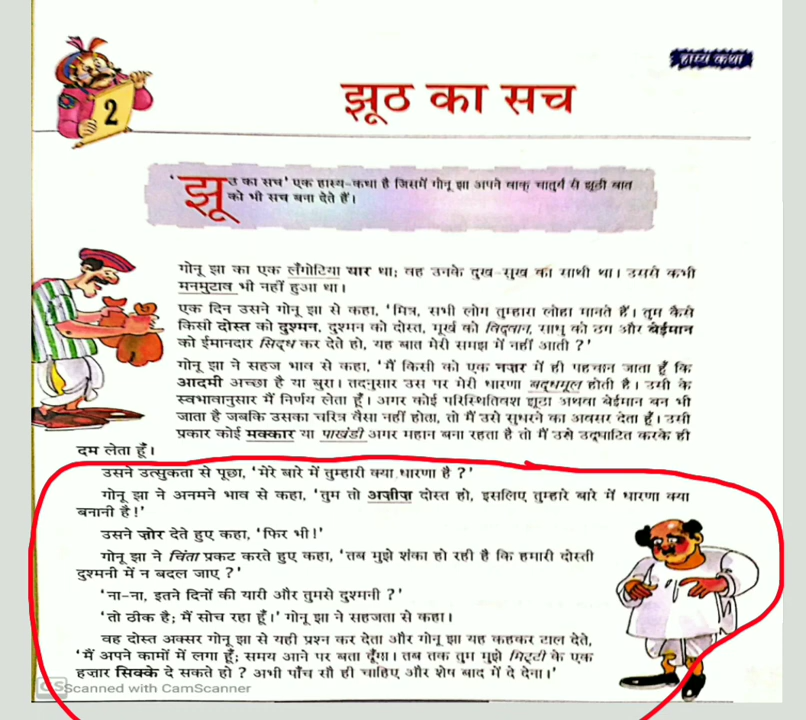 2
हास्य कथा
झूठ का सच
'झूठ का सच' एक हास्य-कथा है जिसमें गोनू झा अपने वाक् चातुर्य से झूठी बात
को भी सच बना देते हैं।
गोनू झा का एक लँगोटिया यार था; वह उनके दुख-सुख का साथी था। उससे कभी
मनमुटाव भी नहीं हुआ था।
एक दिन उसने गोनू झा से कहा, 'मित्र, सभी लोग तुम्हारा लोहा मानते हैं। तुम कैसे
किसी दोस्त को दुश्मन, दुश्मन को दोस्त, मूर्ख को विद्वान, साधु को ठग और बेईमान
को ईमानदार सिद्ध कर देते हो, यह बात मेरी समझ में नहीं आती ?'
गोनू झा ने सहज भाव से कहा, 'मैं किसी को एक नज़र में ही पहचान जाता हूँ कि
आदमी अच्छा है या बुरा। तदनुसार उस पर मेरी धारणा बद्धमूल होती है। उसी के
स्वभावानुसार मैं निर्णय लेता हूँ। अगर कोई परिस्थितिवश झूठा अथवा बेईमान बन भी
जाता है जबकि उसका चरित्र वैसा नहीं होता, तो मैं उसे सुधरने का अवसर देता हूँ। उसी
प्रकार कोई मक्कार या पाखंडी अगर महान बना रहता है तो मैं उसे उद्घाटित करके ही
दम लेता हूँ।
उसने उत्सुकता से पूछा, 'मेरे बारे में तुम्हारी क्या धारणा है ?'
गोनू झा ने अनमने भाव से कहा, 'तुम तो अज़ीज़ दोस्त हो, इसलिए तुम्हारे बारे में धारणा क्या
बनानी है!'
उसने ज़ोर देते हुए कहा, 'फिर भी!'
गोनू झा ने चिंता प्रकट करते हुए कहा, 'तब मुझे शंका हो रही है कि हमारी दोस्ती
दुश्मनी में न बदल जाए ?'
'ना-ना, इतने दिनों की यारी और तुमसे दुश्मनी ?'
'तो ठीक है; मैं सोच रहा हूँ।' गोनू झा ने सहजता से कहा।
वह दोस्त अक्सर गोनू झा से यही प्रश्न कर देता और गोनू झा यह कहकर टाल देते,
'मैं अपने कामों में लगा हूँ; समय आने पर बता दूँगा। तब तक तुम मुझे मिट्टी के एक
हज़ार सिक्के दे सकते हो ? अभी पाँच सौ ही चाहिए और शेष बाद में दे देना।'
CS Scanned with CamScanner